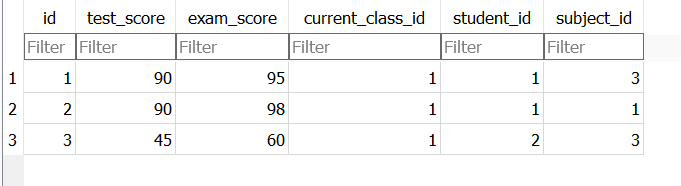 id test_score exam_score current_class_id student_id subject_id
Filter Filter Filter Filter Filter Filter
1 1 90 95 1 1 3
2 2 90 98 1 1 1
3 3 45 60 1 2 3